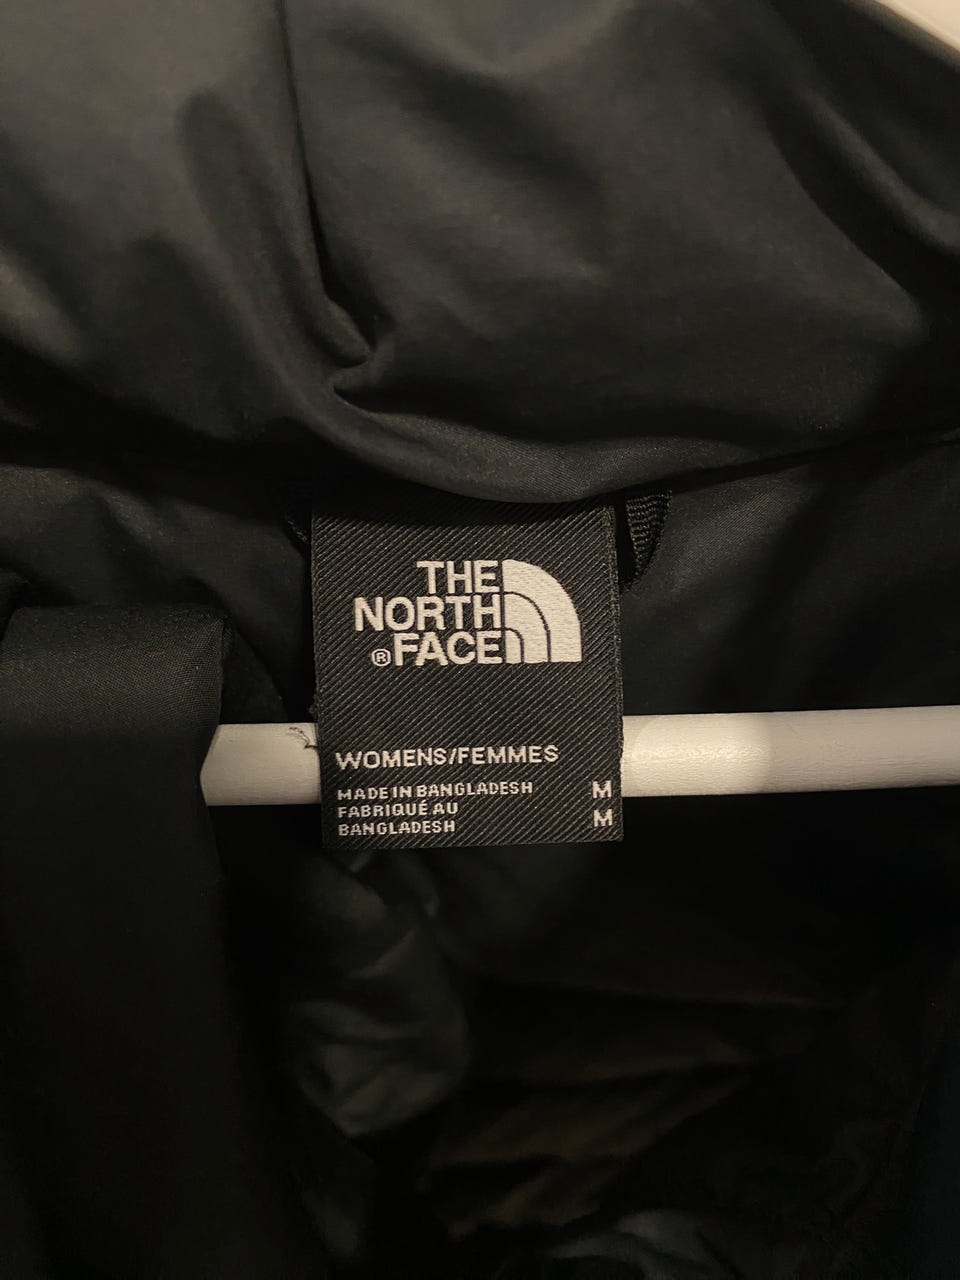 THE
NORTH
®FACE
WOMENS/FEMMES
MADE IN BANGLADESH M
FABRIQUÉ AU
BANGLADESH M